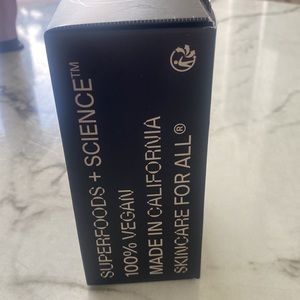 SUPERFOODS + SCIENCE™
100% VEGAN
MADE IN CALIFORNIA
SKINCARE FOR ALL®